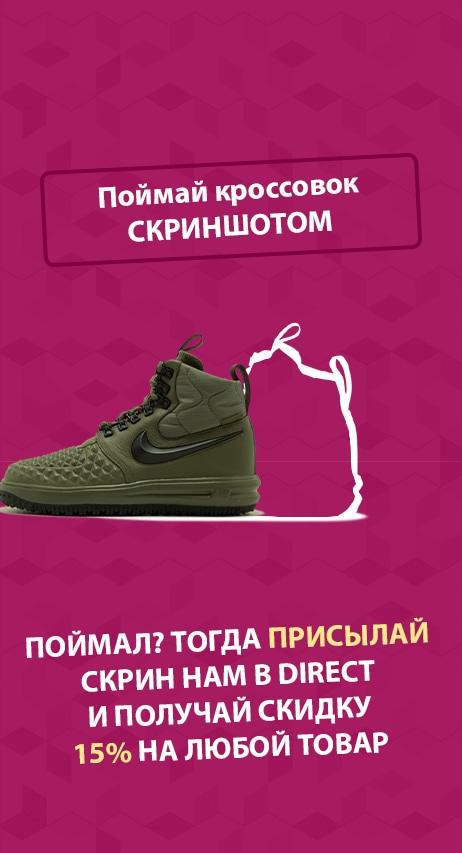 Поймай кроссовок
СКРИНШОТОМ
ПОЙМАЛ? ТОГДА ПРИСЫЛАЙ
СКРИН НАМ В DIRECT
И ПОЛУЧАЙ СКИДКУ
15% НА ЛЮБОЙ ТОВАР